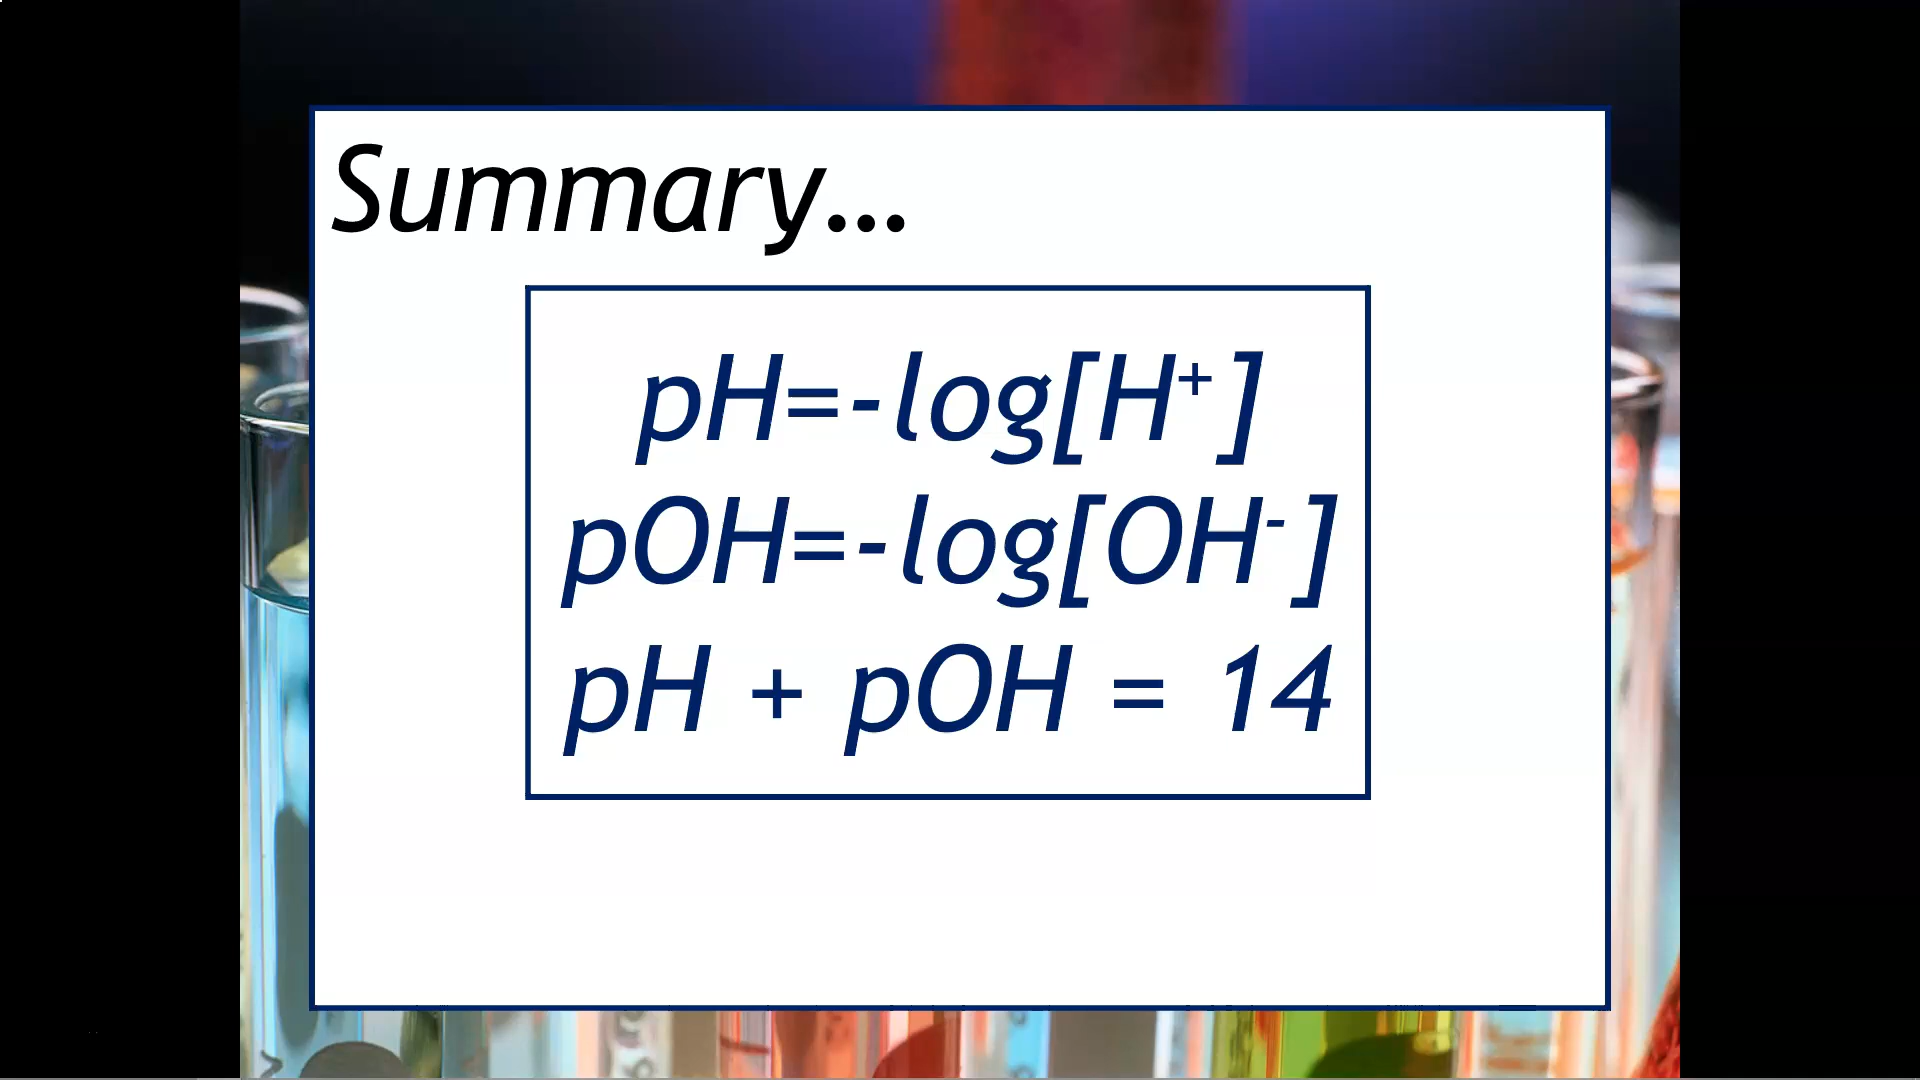 Summary...
pH=-log[H⁺]
pOH=-log[OH⁻]
pH + pOH = 14